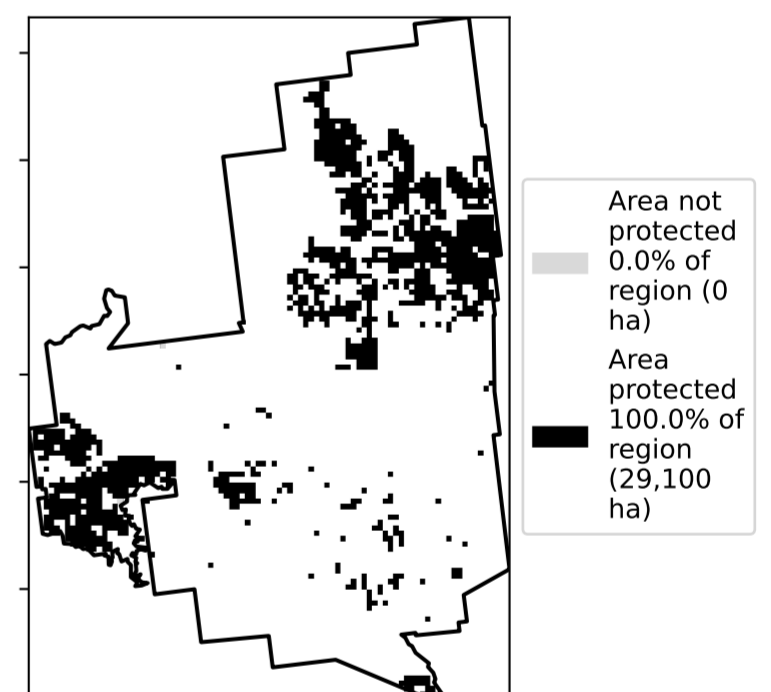 Area not
protected
0.0% of
region (0
ha)
Area
protected
100.0% of
region
(29,100
ha)